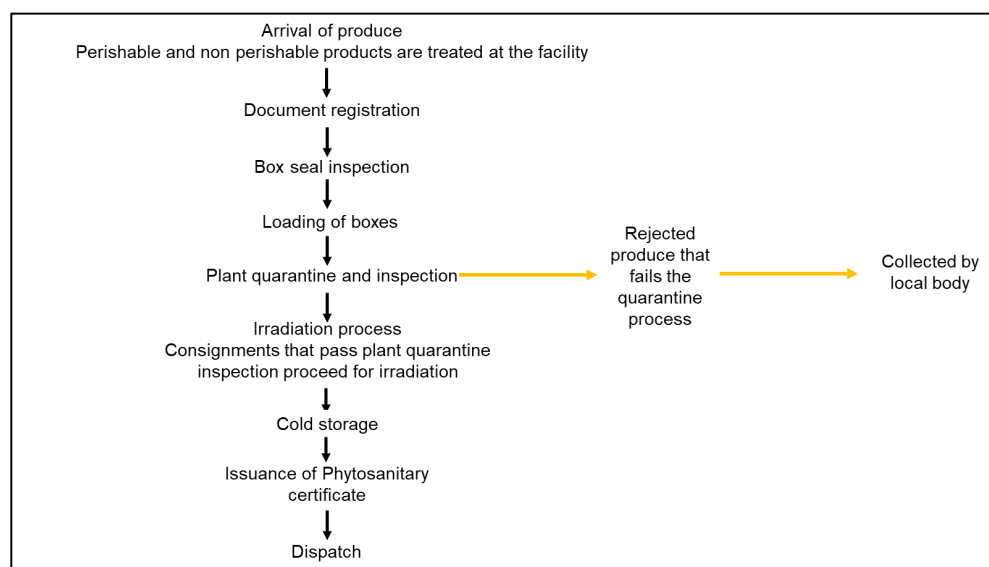 Arrival of produce
Perishable and non perishable products are treated at the facility
Document registration
Box seal inspection
Loading of boxes
Plant quarantine and inspection
Rejected
produce that
fails the
quarantine
process
Collected by
local body
Irradiation process
Consignments that pass plant quarantine
inspection proceed for irradiation
Cold storage
Issuance of Phytosanitary
certificate
Dispatch